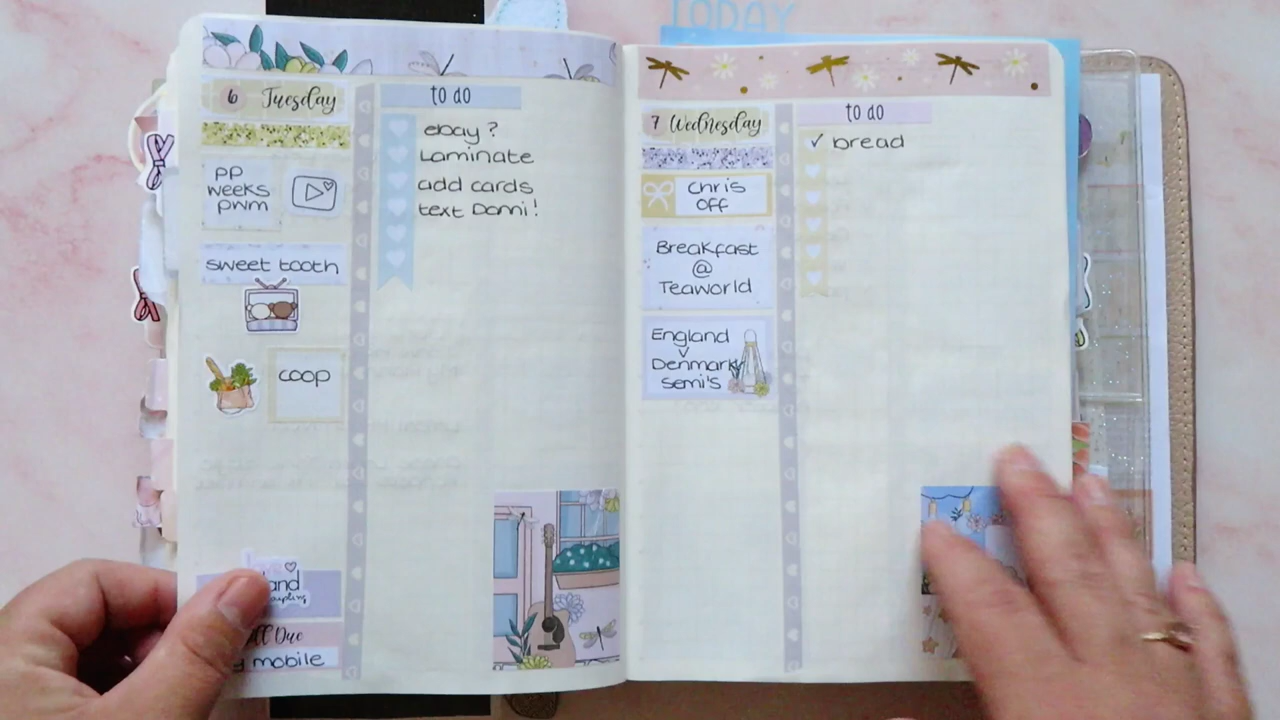 TODAY
6 Tuesday
to do
ebay ?
Laminate
add cards
text Danni!
pp
weeks
pwm
sweet tooth
coop
Due
mobile
7 Wednesday
to do
✓ bread
Chris
Off
Breakfast
@
Teaworld
England
v
Denmark
semi's